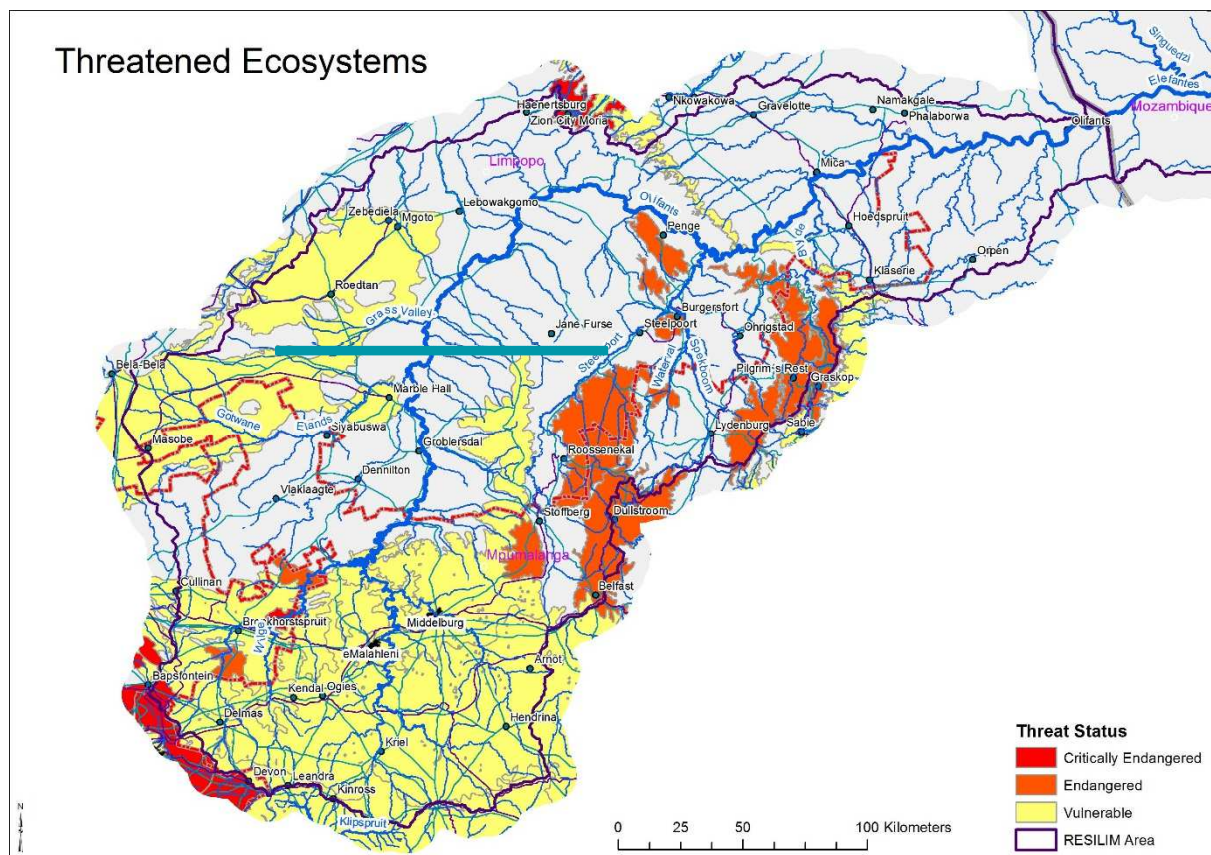 Threatened Ecosystems
Singuedzi
Elefantes
Mozambique
Nkowakowa
Gravelotte
Namakgale
Phalaborwa
Olifants
Haenertsburg
Zion City Moria
Limpopo
Mica
Lebowakgomo
Zebediela
Mgoto
Olifants
Penge
Hoedspruit
Blyde
Orpen
Klaserie
Roedtan
Grass Valley
Burgersfort
Jane Furse
Steelpoort
Ohrigstad
Steelpoort
Waterval
Spekboom
Bela-Bela
Pilgrim-s Rest
Graskop
Marble Hall
Gotwane
Elands
Siyabuswa
Masobe
Groblersdal
Lydenburg
Sabie
Roossenekal
Dennilton
Vlaklaagte
Stoffberg
Dullstroom
Mpumalanga
Cullinan
Belfast
Bronkhorstspruit
Wilge
Middelburg
eMalahleni
Arnot
Bapsfontein
Kendal
Ogies
Delmas
Hendrina
Kriel
Devon
Leandra
Kinross
Klipspruit
Threat Status
Critically Endangered
Endangered
Vulnerable
RESILIM Area
0 25 50 100 Kilometers
N